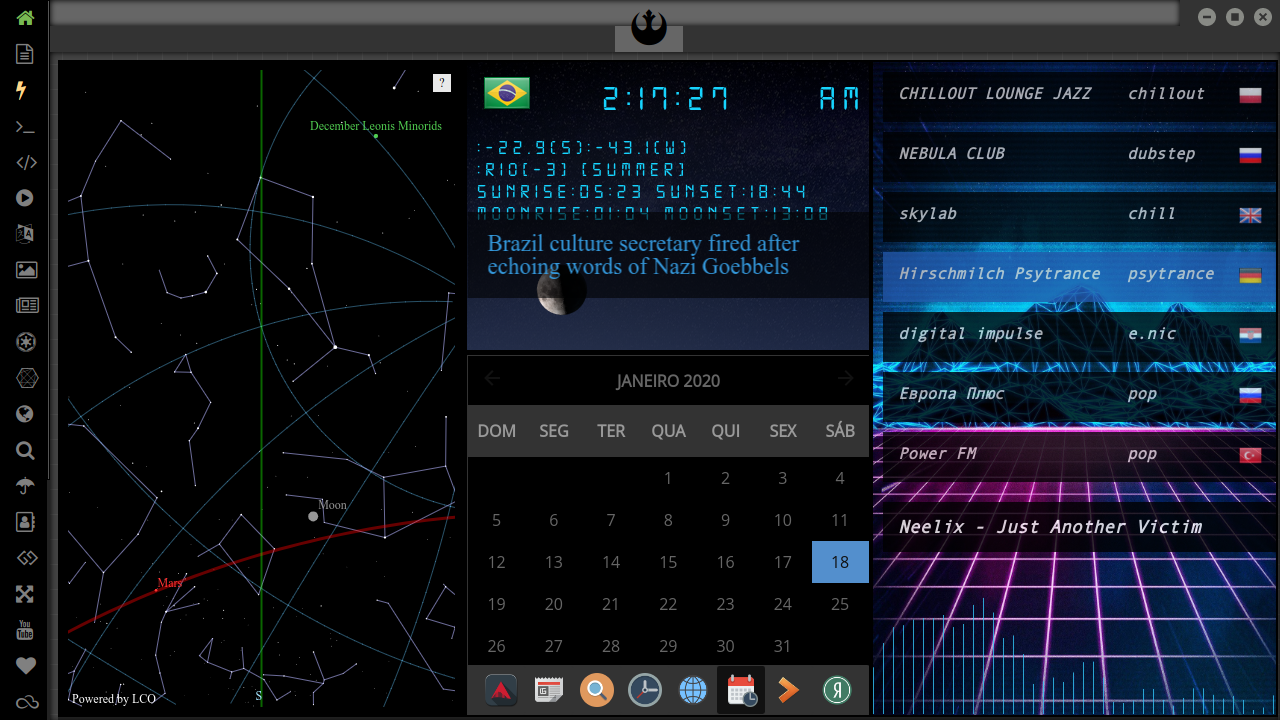 ?
December Leonis Minorids
Moon
Mars
S
Powered by LCO
2:17:27 AM
:-22.9(S):-43.1(W)
:RIO(-3) (SUMMER)
SUNRISE:05:23 SUNSET:18:44
MOONRISE:01:04 MOONSET:13:08
Brazil culture secretary fired after
echoing words of Nazi Goebbels
JANEIRO 2020
DOM SEG TER QUA QUI SEX SÁB
1 2 3 4
5 6 7 8 9 10 11
12 13 14 15 16 17 18
19 20 21 22 23 24 25
26 27 28 29 30 31
Я
CHILLOUT LOUNGE JAZZ chillout
NEBULA CLUB dubstep
skylab chill
Hirschmilch Psytrance psytrance
digital impulse e.nic
Европа Плюс pop
Power FM pop
Neelix - Just Another Victim
You
Tube